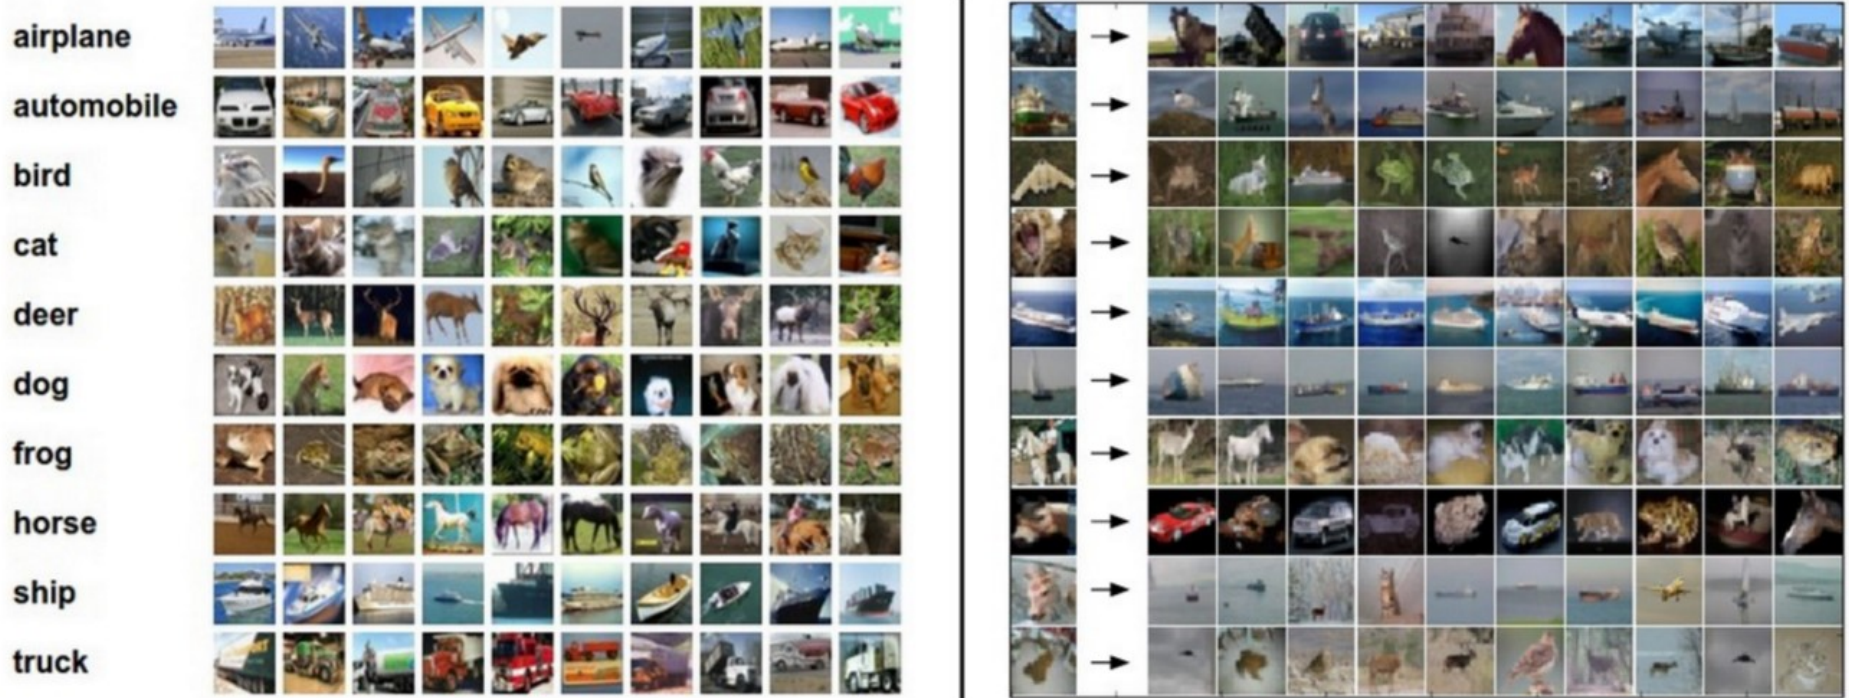 airplane
automobile
bird
cat
deer
dog
frog
horse
ship
truck